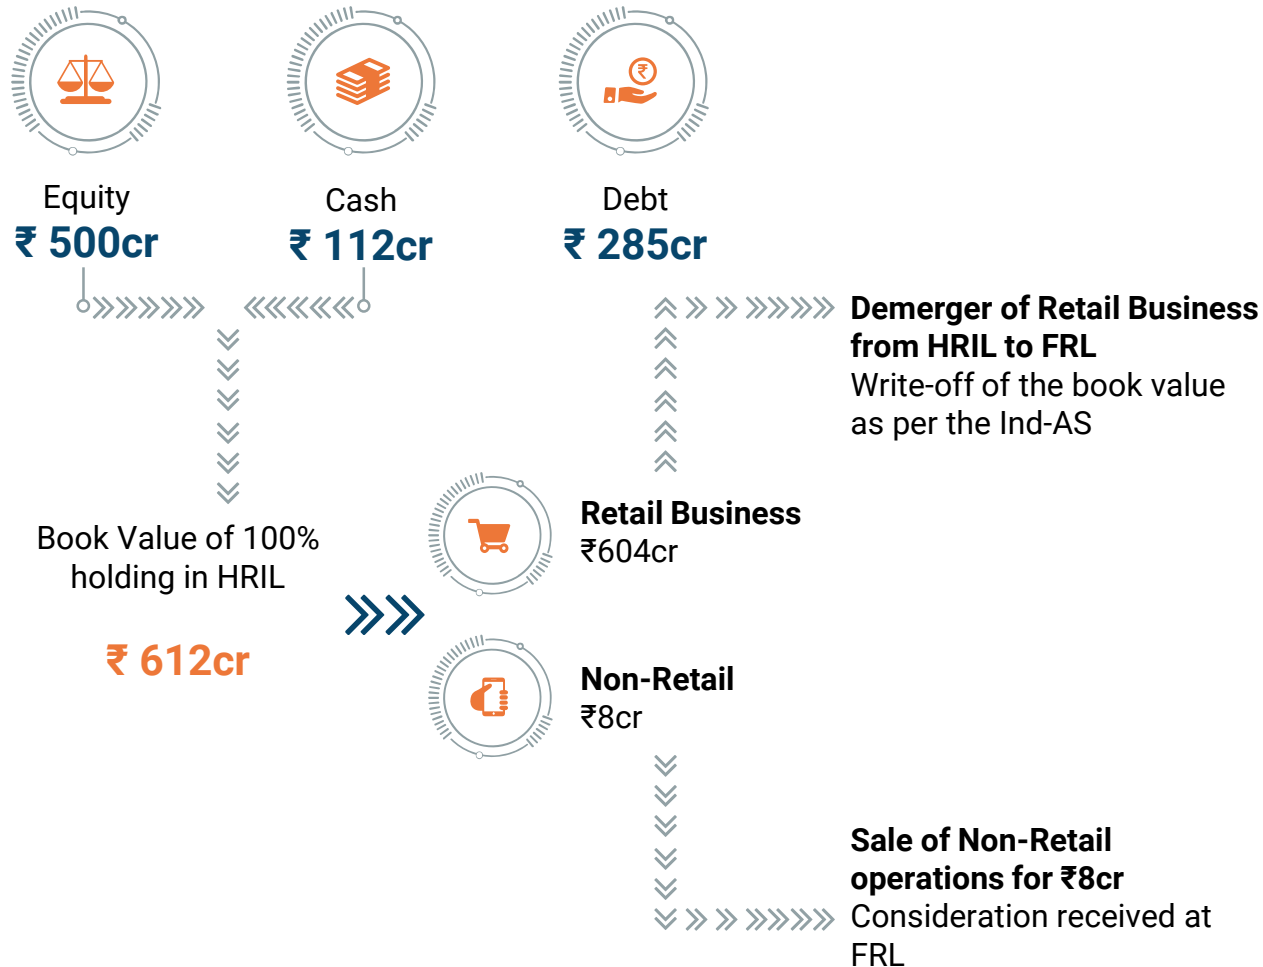 Equity
₹ 500cr
Cash
₹ 112cr
Debt
₹ 285cr
Demerger of Retail Business
from HRIL to FRL
Write-off of the book value
as per the Ind-AS
Book Value of 100%
holding in HRIL
₹ 612cr
Retail Business
₹604cr
Non-Retail
₹8cr
Sale of Non-Retail
operations for ₹8cr
Consideration received at
FRL